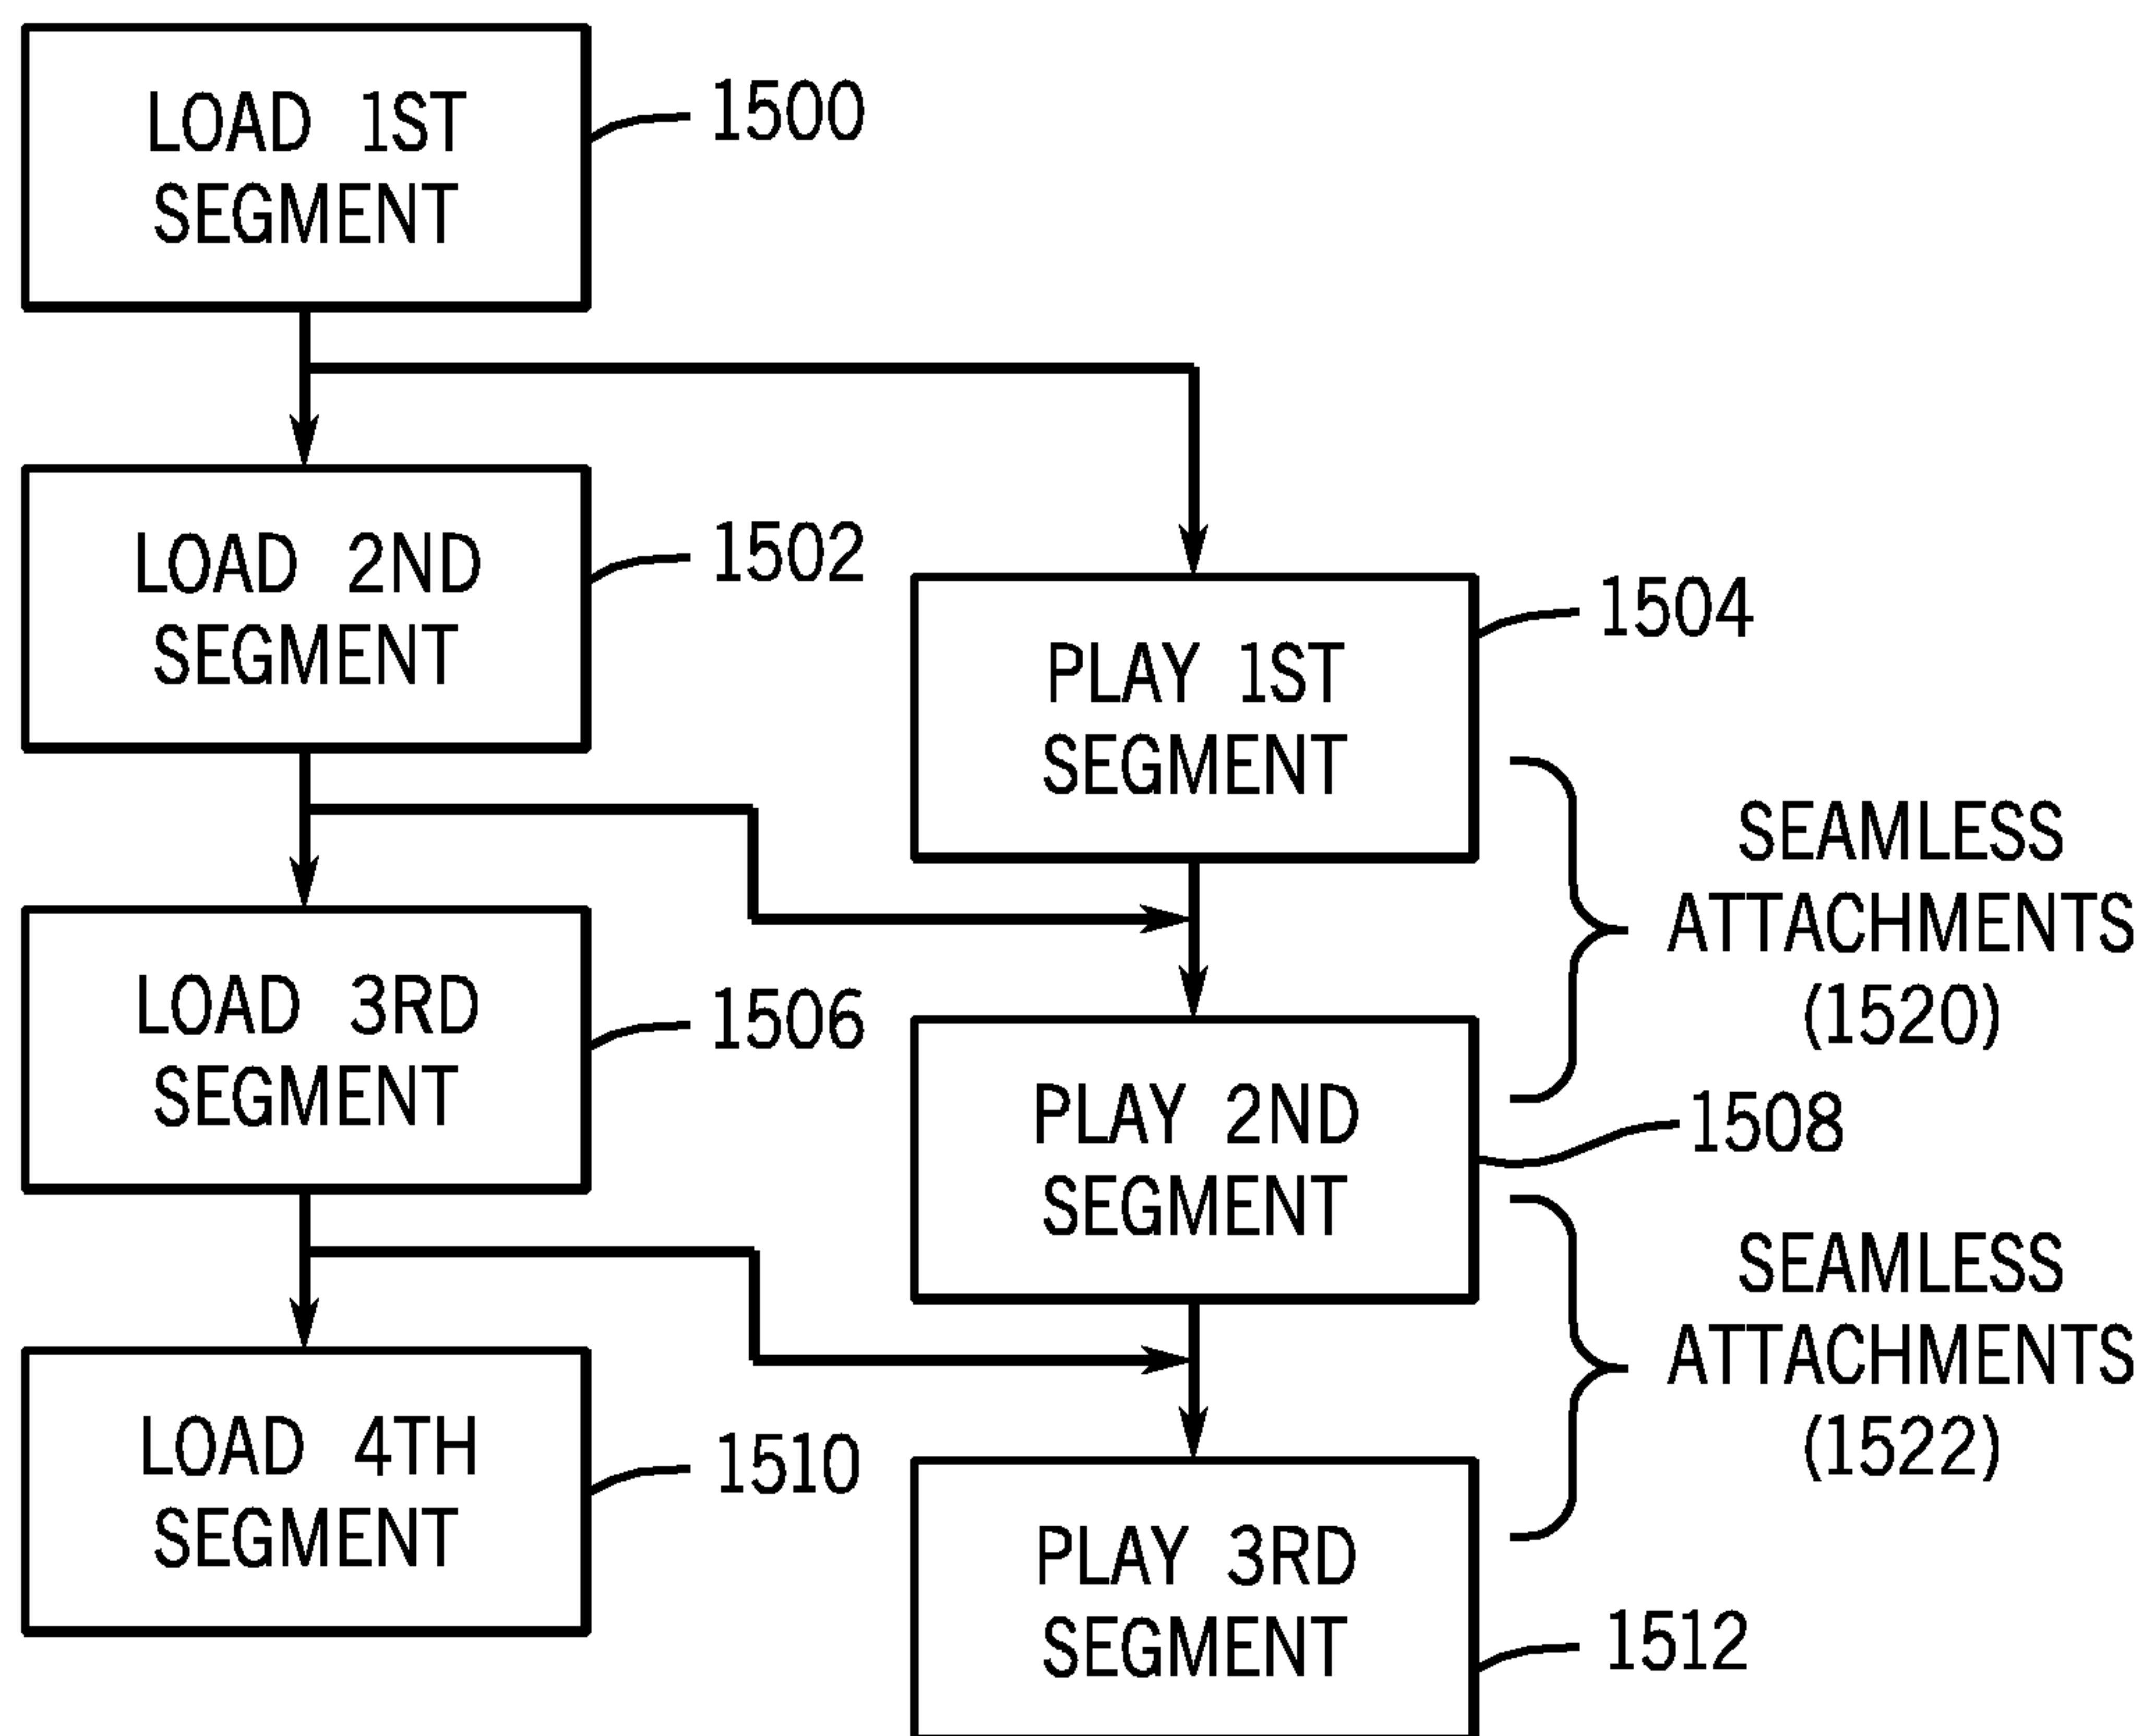 LOAD 1ST
SEGMENT
1500
LOAD 2ND
SEGMENT
1502
PLAY 1ST
SEGMENT
1504
SEAMLESS
ATTACHMENTS
(1520)
LOAD 3RD
SEGMENT
1506
PLAY 2ND
SEGMENT
1508
SEAMLESS
ATTACHMENTS
(1522)
LOAD 4TH
SEGMENT
1510
PLAY 3RD
SEGMENT
1512